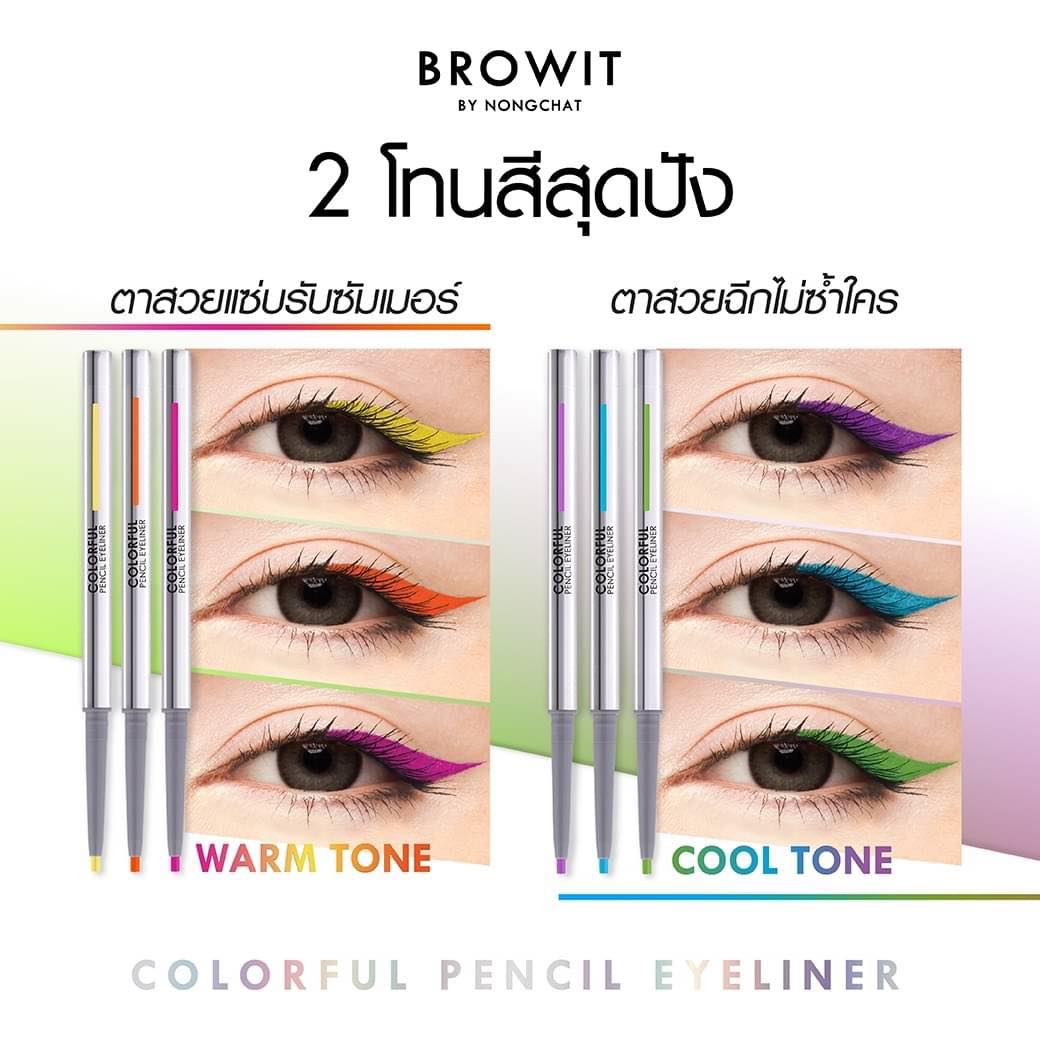 BROWIT
BY NONGCHAT
2 โทนสีสุดปัง
ตาสวยแซ่บรับซัมเมอร์
COLORFUL
PENCIL EYELINER
COLORFUL
PENCIL EYELINER
COLORFUL
PENCIL EYELINER
WARM TONE
ตาสวยฉีกไม่ซ้ำใคร
COLORFUL
PENCIL EYELINER
COLORFUL
PENCIL EYELINER
COLORFUL
PENCIL EYELINER
COOL TONE
COLORFUL PENCIL EYELINER